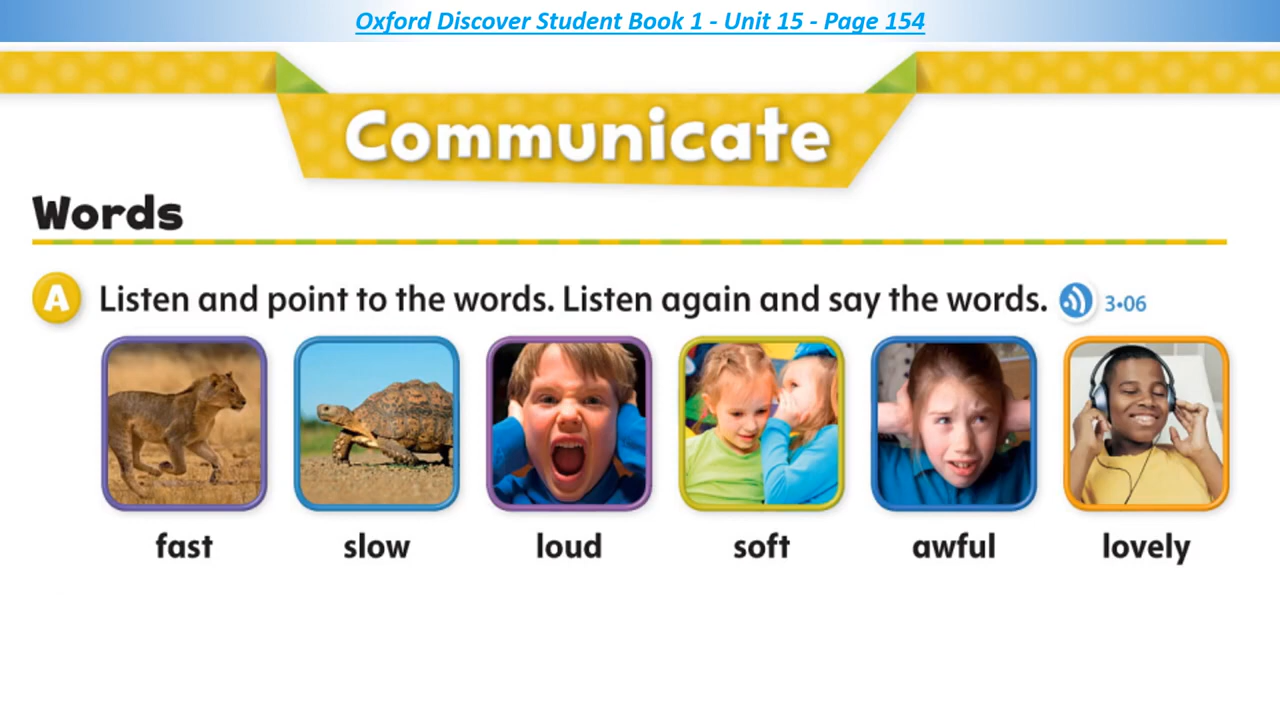 Oxford Discover Student Book 1 - Unit 15 - Page 154
Communicate
Words
A Listen and point to the words. Listen again and say the words. 3•06
fast slow loud soft awful lovely